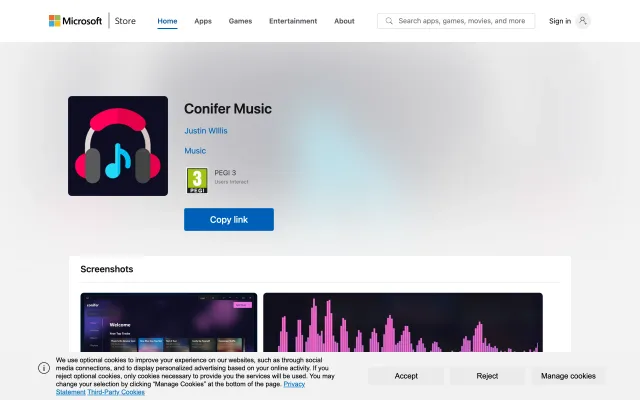 Microsoft Store Home Apps Games Entertainment About Search apps, games, movies, and more Sign in
Conifer Music
Justin Willis
Music
3
PEGI
PEGI 3
Users Interact
Copy link
Screenshots
conifer
Welcome
Your Top Tracks
We use optional cookies to improve your experience on our websites, such as through social
media connections, and to display personalized advertising based on your online activity. If you
reject optional cookies, only cookies necessary to provide you the services will be used. You may
change your selection by clicking "Manage Cookies" at the bottom of the page. Privacy
Statement Third-Party Cookies
Accept Reject Manage cookies